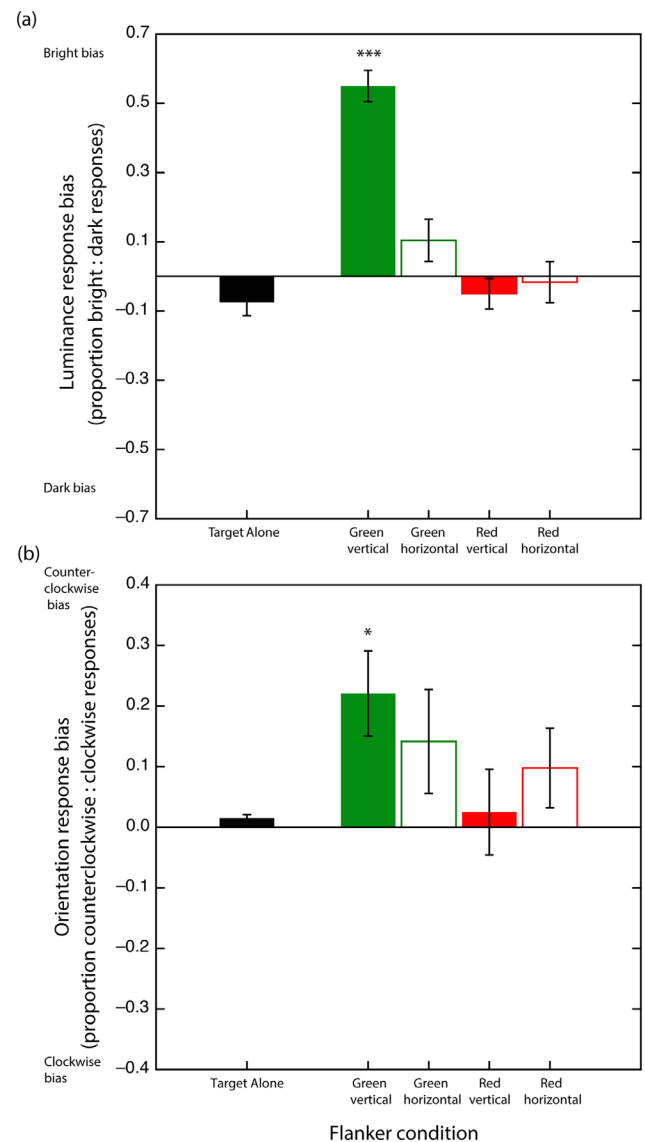 (a)
Bright bias
Luminance response bias
(proportion bright : dark responses)
Dark bias
0.7
0.5
0.3
0.1
−0.1
−0.3
−0.5
−0.7
***
Target Alone
Green
vertical
Green
horizontal
Red
vertical
Red
horizontal
(b)
Counter-
clockwise
bias
Orientation response bias
(proportion counterclockwise : clockwise responses)
Clockwise
bias
0.4
0.3
0.2
0.1
0.0
−0.1
−0.2
−0.3
−0.4
*
Target Alone
Green
vertical
Green
horizontal
Red
vertical
Red
horizontal
Flanker condition